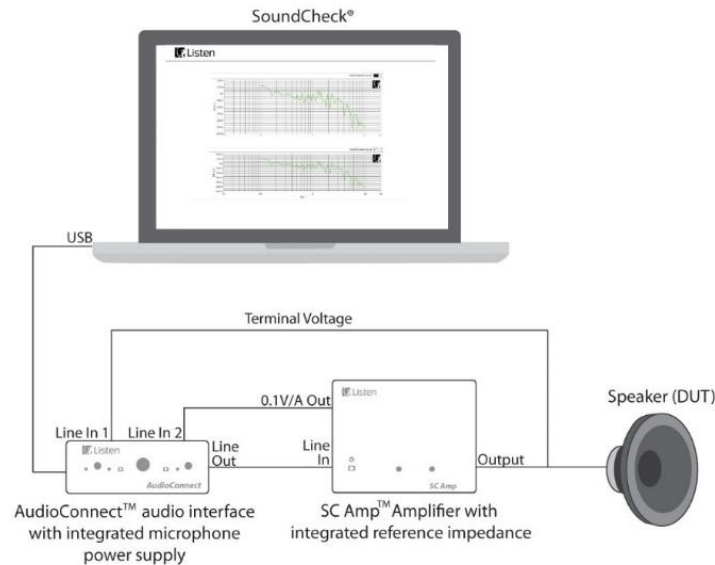 SoundCheck®
Listen
USB
Terminal Voltage
0.1V/A Out
Listen
Speaker (DUT)
Line In 1
Line In 2
Listen
Line
Out
Line
In
Output
AudioConnect
SC Amp
AudioConnect™ audio interface
with integrated microphone
power supply
SC Amp™ Amplifier with
integrated reference impedance